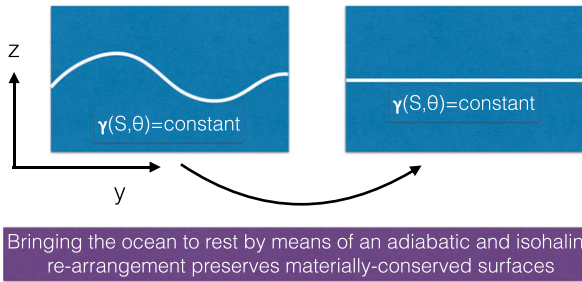 z
γ(S,θ)=constant
γ(S,θ)=constant
y
Bringing the ocean to rest by means of an adiabatic and isohalin
re-arrangement preserves materially-conserved surfaces